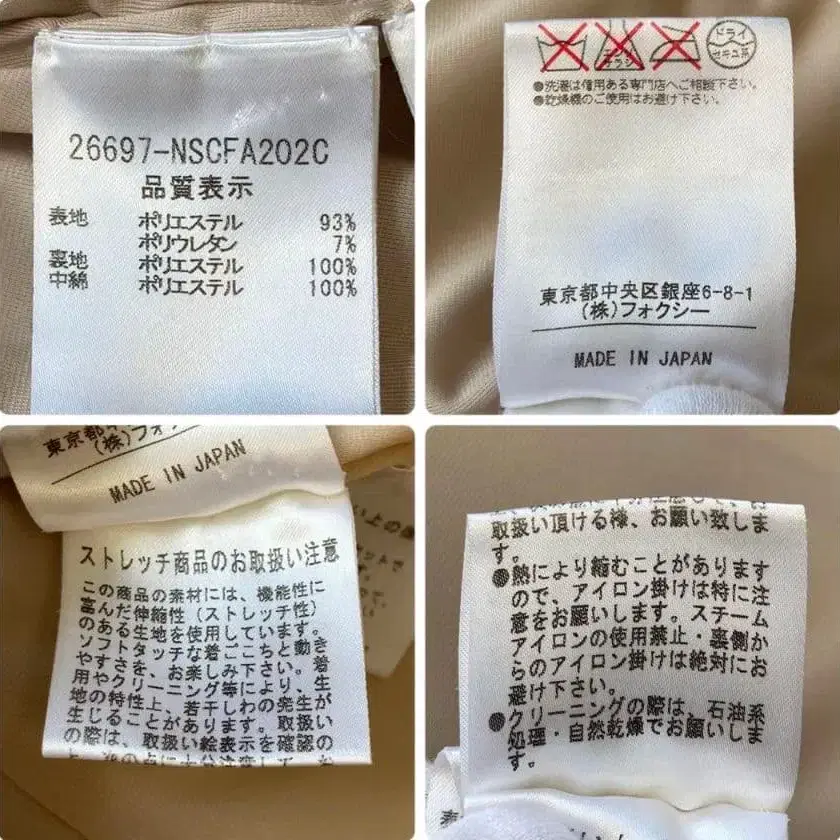 26697-NSCFA202C
品質表示
表地 ポリエステル 93%
ポリウレタン 7%
裏地 ポリエステル 100%
中綿 ポリエステル 100%
ドライ
セキユ系
●洗濯は信用ある専門店へご相談下さい。
●乾燥機のご使用はお避け下さい。
東京都中央区銀座6-8-1
(株)フォクシー
MADE IN JAPAN
東京都
(株)フォ
MADE IN JAPAN
ストレッチ商品のお取扱い注意
この商品の素材には、機能性に
富んだ伸縮性(ストレッチ性)
のある生地を使用しています。
ソフトタッチな着ごこちと動き
やすさを、お楽しみ下さい。着
用やクリーニング等により、生
地の特性上、若干しわの発生が
生じることがあります。取扱い
の際は、取扱い絵表示を確認の
取扱い頂ける様、お願い致しま
す。
●熱により縮むことがあります
ので、アイロン掛けは特に注
意をお願いします。スチーム
アイロンの使用禁止・裏側か
らのアイロン掛けは絶対にお
避け下さい。
●クリーニングの際は、石油系
処理・自然乾燥でお願いしま
す。